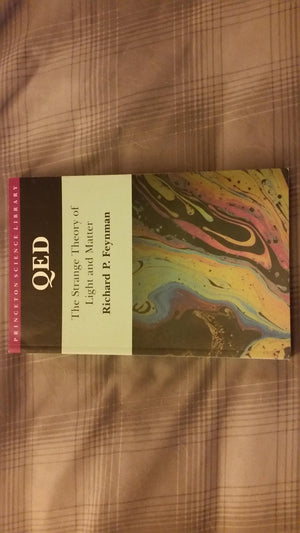 PRINCETON SCIENCE LIBRARY
QED
The Strange Theory of
Light and Matter
Richard P. Feynman